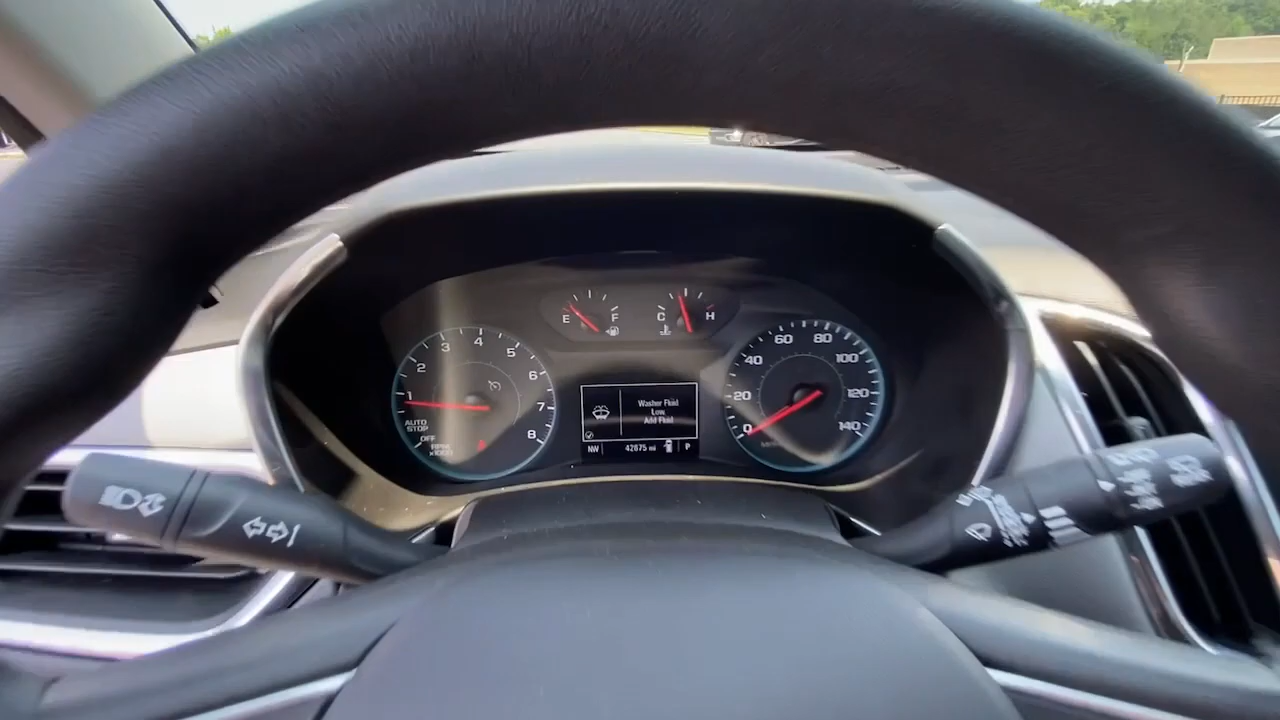 E F
C H
1 2 3 4 5 6 7 8
AUTO
STOP
OFF
RPM
x1000
Washer Fluid
Low,
Add Fluid
NW 42675 mi P
0 20 40 60 80 100 120 140